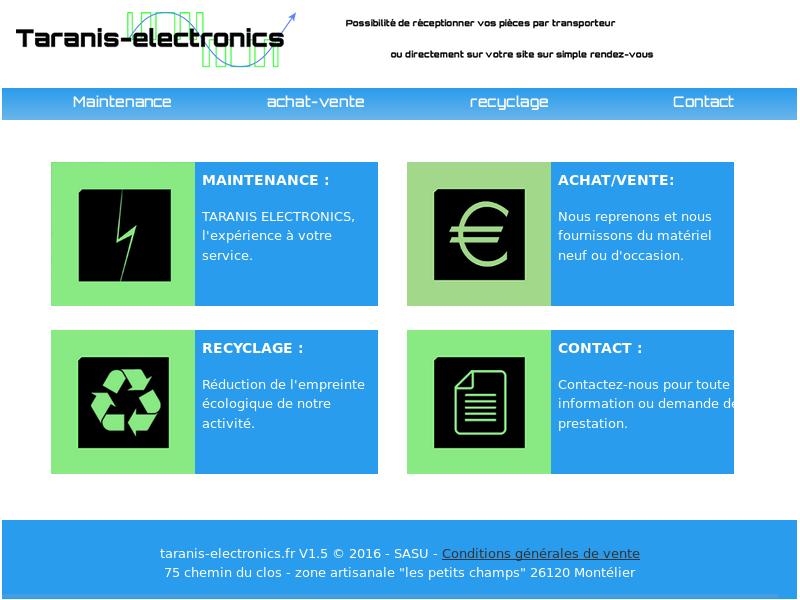 Taranis-electronics
Possibilité de réceptionner vos pièces par transporteur
ou directement sur votre site sur simple rendez-vous
Maintenance achat-vente recyclage Contact
MAINTENANCE :
TARANIS ELECTRONICS,
l'expérience à votre
service.
ACHAT/VENTE:
Nous reprenons et nous
fournissons du matériel
neuf ou d'occasion.
RECYCLAGE :
Réduction de l'empreinte
écologique de notre
activité.
CONTACT :
Contactez-nous pour toute
information ou demande de
prestation.
taranis-electronics.fr V1.5 © 2016 - SASU - Conditions générales de vente
75 chemin du clos - zone artisanale "les petits champs" 26120 Montélier